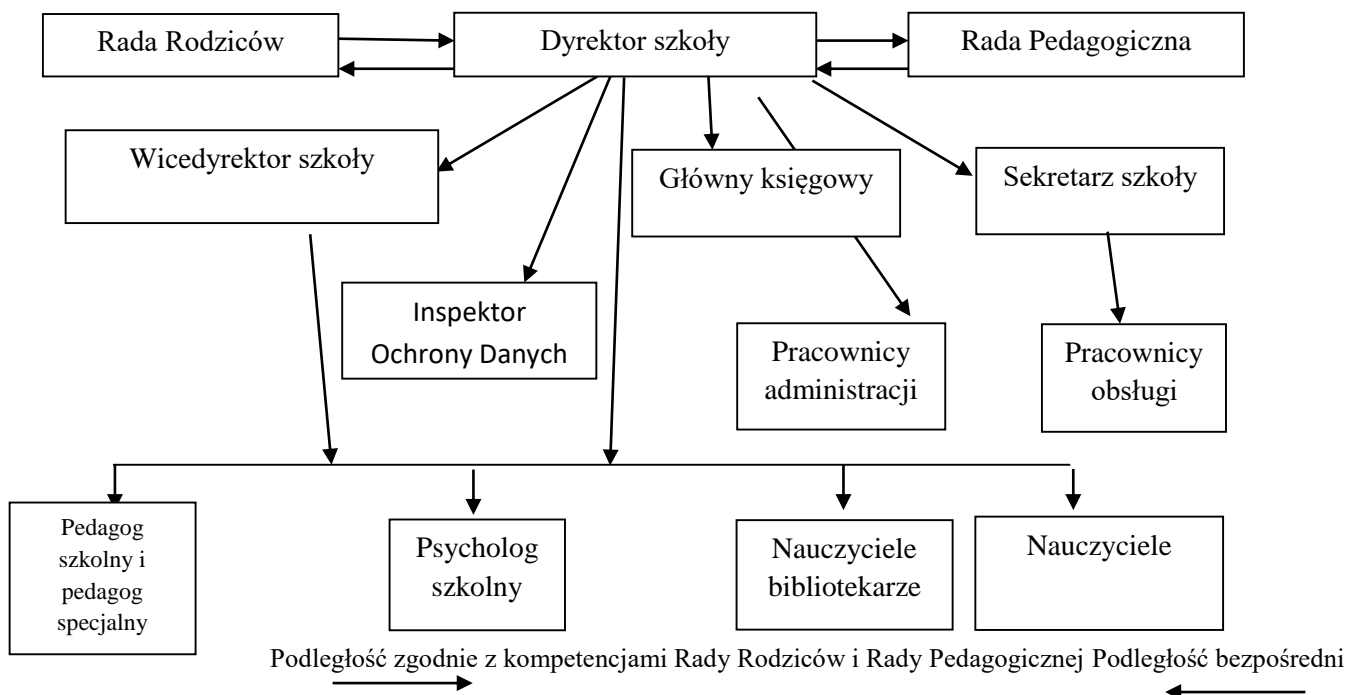 Rada Rodziców
Dyrektor szkoły
Rada Pedagogiczna
Wicedyrektor szkoły
Główny księgowy
Sekretarz szkoły
Inspektor
Ochrony Danych
Pracownicy
administracji
Pracownicy
obsługi
Pedagog
szkolny i
pedagog
specjalny
Psycholog
szkolny
Nauczyciele
bibliotekarze
Nauczyciele
Podległość zgodnie z kompetencjami Rady Rodziców i Rady Pedagogicznej Podległość bezpośredni